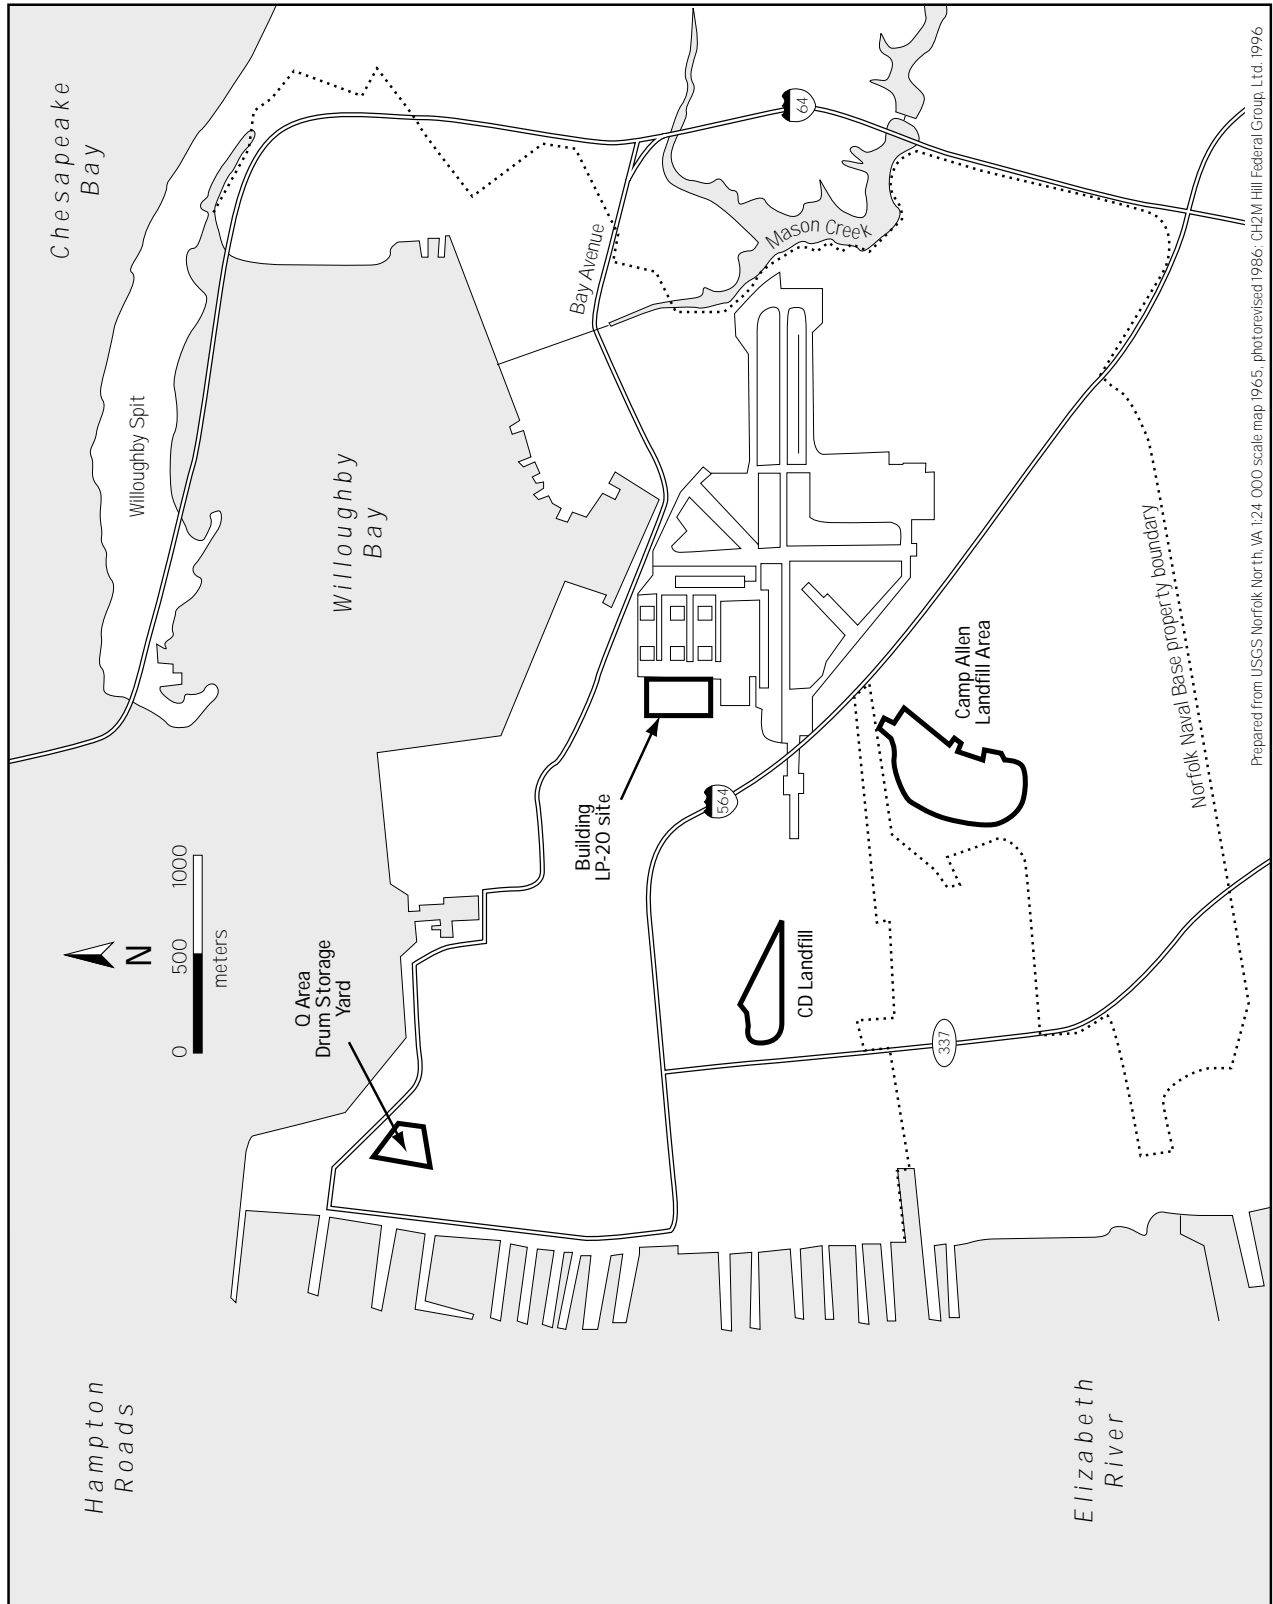 Chesapeake
Bay
Willoughby Spit
Willoughby
Bay
Hampton
Roads
N
0 500 1000
meters
Q Area
Drum Storage
Yard
Bay Avenue
Mason Creek
64
Building
LP-20 site
564
CD Landfill
Camp Allen
Landfill Area
337
Norfolk Naval Base property boundary
Elizabeth
River
Prepared from USGS Norfolk North, VA 1:24 000 scale map 1965, photorevised 1986; CH2M Hill Federal Group, Ltd. 1996